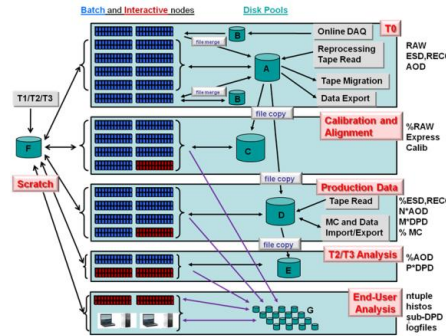 Batch and Interactive nodes
Disk Pools
T0
B
Online DAQ
file merge
Reprocessing
Tape Read
A
Tape Migration
file merge
B
Data Export
RAW
ESD,RECO
AOD
T1/T2/T3
F
Scratch
file copy
file copy
Calibration and
Alignment
C
%RAW
Express
Calib
file copy
Production Data
Tape Read
D
MC and Data
Import/Export
%ESD,RECO
N*AOD
M*DPD
% MC
file copy
T2/T3 Analysis
E
%AOD
P*DPD
End-User
Analysis
G
ntuple
histos
sub-DPD
logfiles